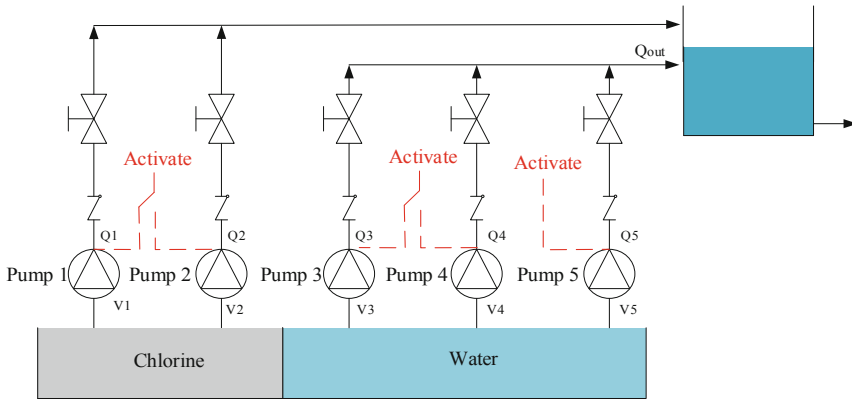 Qout
Activate
Activate
Activate
Q1
Q2
Q3
Q4
Q5
Pump 1
Pump 2
Pump 3
Pump 4
Pump 5
V1
V2
V3
V4
V5
Chlorine
Water